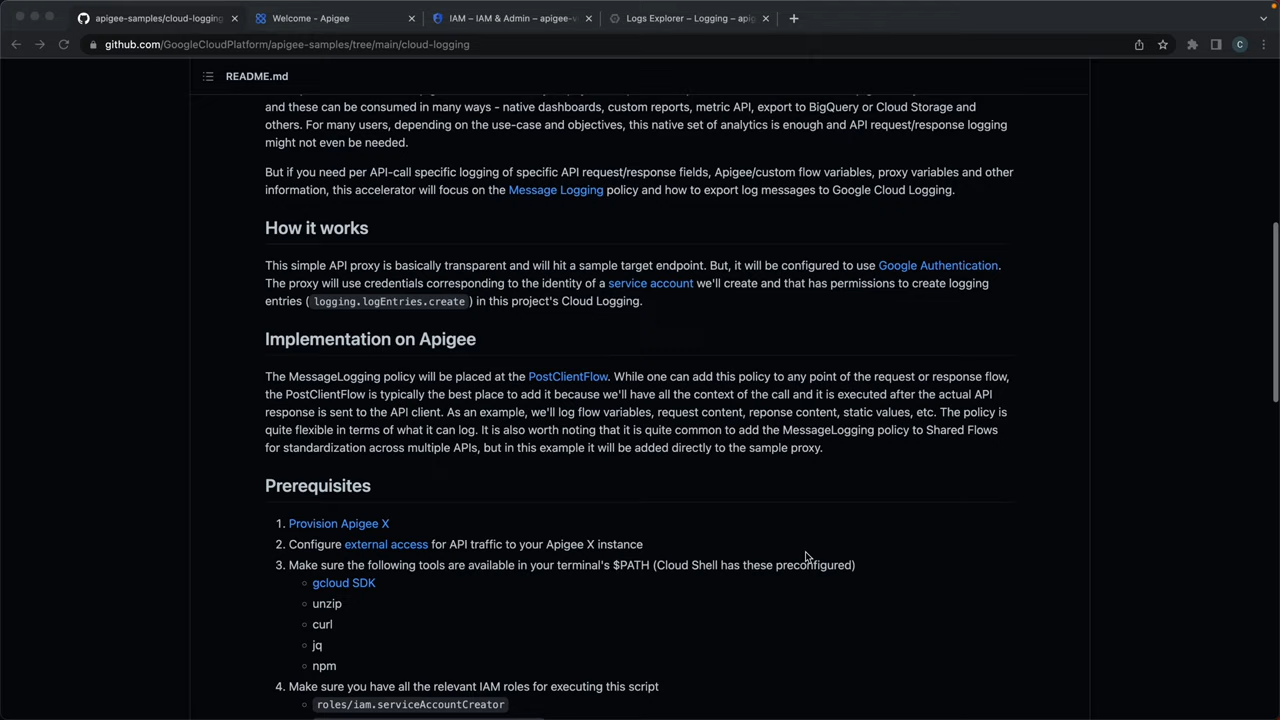 apigee-samples/cloud-logging
Welcome - Apigee
IAM – IAM & Admin – apigee-v
Logs Explorer – Logging – apig
github.com/GoogleCloudPlatform/apigee-samples/tree/main/cloud-logging
C
README.md
and these can be consumed in many ways - native dashboards, custom reports, metric API, export to BigQuery or Cloud Storage and
others. For many users, depending on the use-case and objectives, this native set of analytics is enough and API request/response logging
might not even be needed.
But if you need per API-call specific logging of specific API request/response fields, Apigee/custom flow variables, proxy variables and other
information, this accelerator will focus on the Message Logging policy and how to export log messages to Google Cloud Logging.
How it works
This simple API proxy is basically transparent and will hit a sample target endpoint. But, it will be configured to use Google Authentication.
The proxy will use credentials corresponding to the identity of a service account we'll create and that has permissions to create logging
entries ( logging.logEntries.create ) in this project's Cloud Logging.
Implementation on Apigee
The MessageLogging policy will be placed at the PostClientFlow. While one can add this policy to any point of the request or response flow,
the PostClientFlow is typically the best place to add it because we'll have all the context of the call and it is executed after the actual API
response is sent to the API client. As an example, we'll log flow variables, request content, reponse content, static values, etc. The policy is
quite flexible in terms of what it can log. It is also worth noting that it is quite common to add the MessageLogging policy to Shared Flows
for standardization across multiple APIs, but in this example it will be added directly to the sample proxy.
Prerequisites
1. Provision Apigee X
2. Configure external access for API traffic to your Apigee X instance
3. Make sure the following tools are available in your terminal's $PATH (Cloud Shell has these preconfigured)
gcloud SDK
unzip
curl
jq
npm
4. Make sure you have all the relevant IAM roles for executing this script
roles/iam.serviceAccountCreator